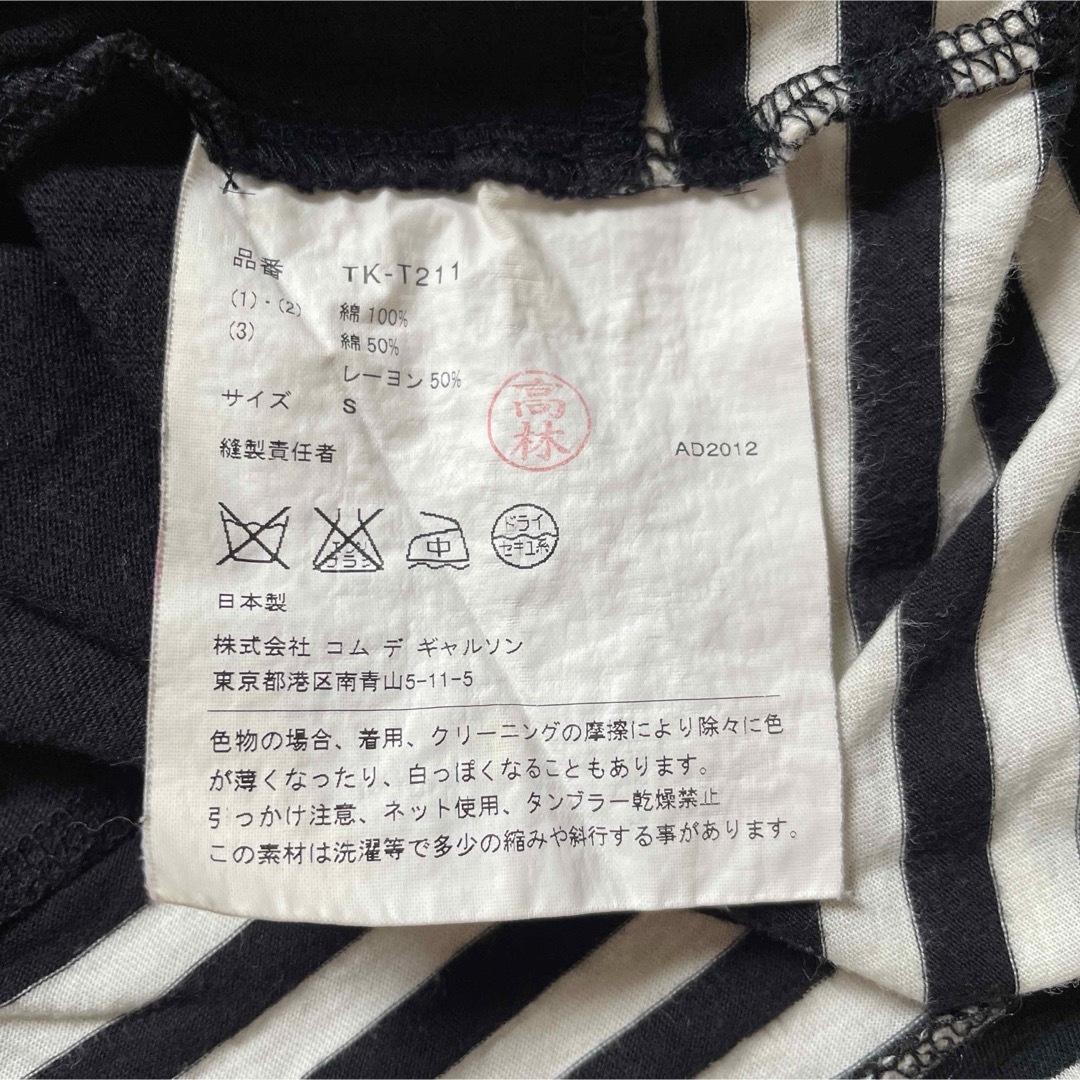 品番 TK-T211
(1)・(2) 綿 100%
(3) 綿 50%
レーヨン 50%
サイズ S
高林
縫製責任者 AD2012
エンソ サラシ
中
ドライ
セキユ系
日本製
株式会社 コム デ ギャルソン
東京都港区南青山5-11-5
色物の場合、着用、クリーニングの摩擦により除々に色
が薄くなったり、白っぽくなることもあります。
引っかけ注意、ネット使用、タンブラー乾燥禁止
この素材は洗濯等で多少の縮みや斜行する事があります。